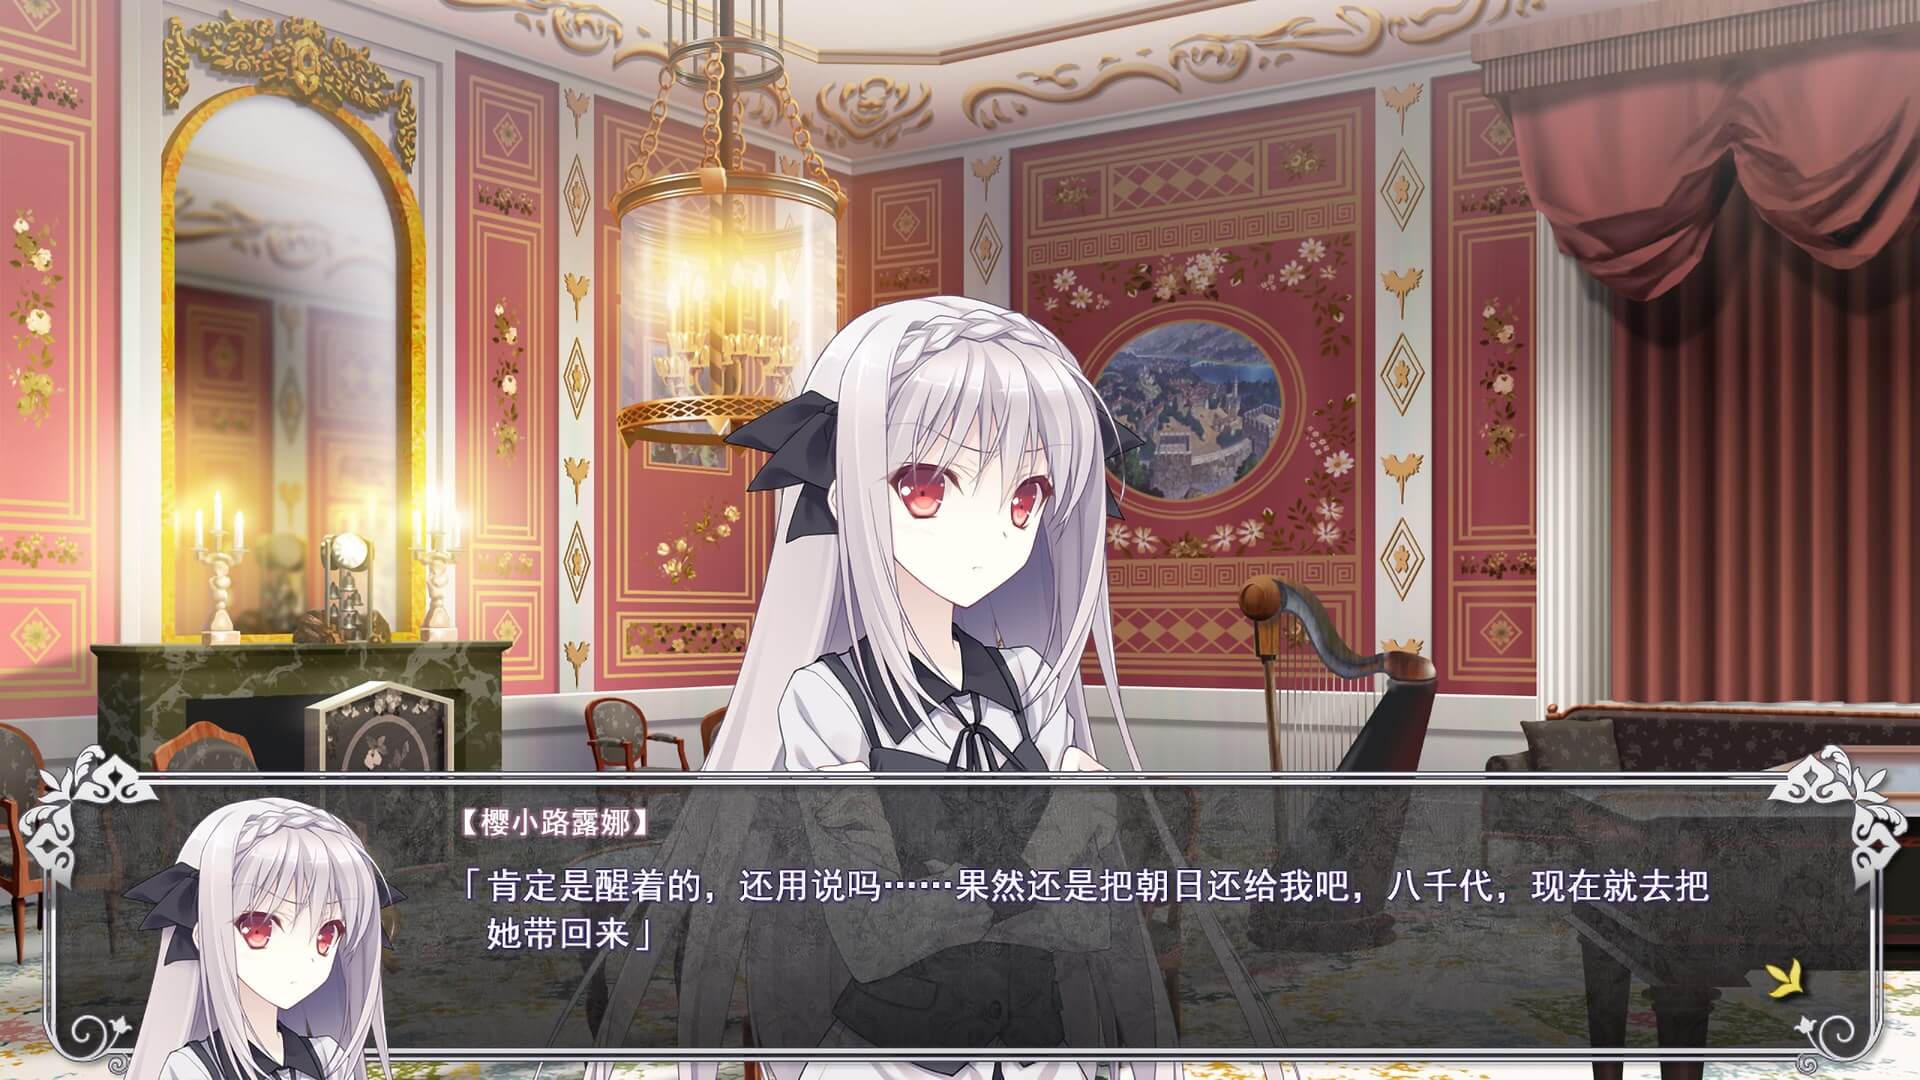 【樱小路露娜】
「肯定是醒着的，还用说吗……果然还是把朝日还给我吧，八千代，现在就去把
她带回来」